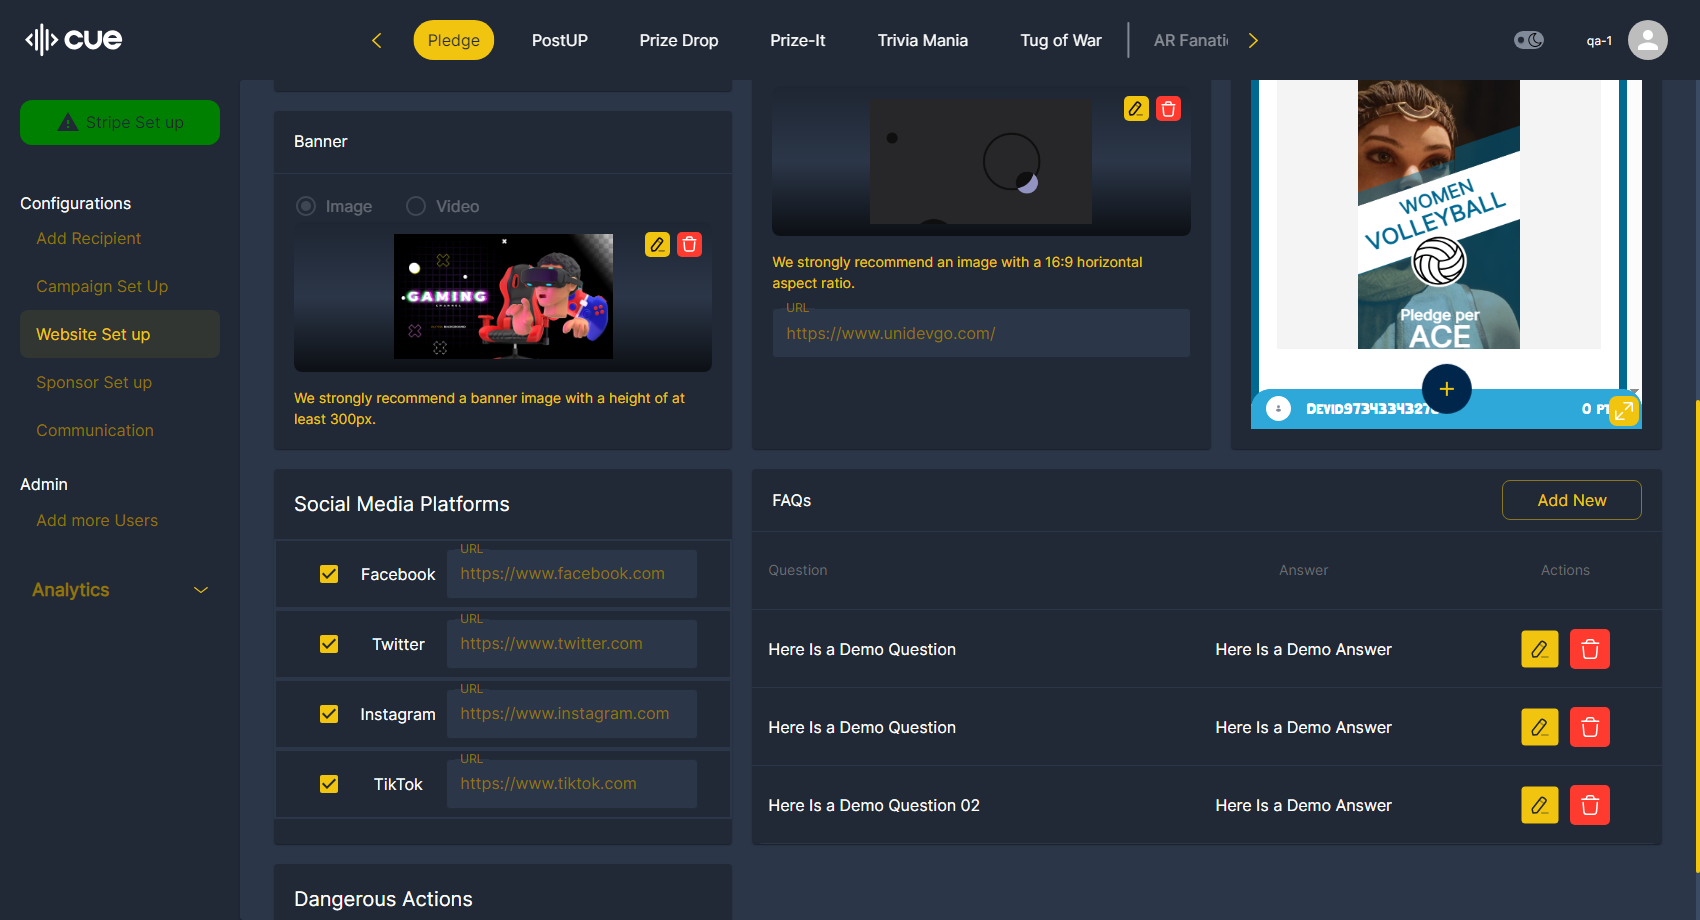 cue
Pledge
PostUP
Prize Drop
Prize-It
Trivia Mania
Tug of War
AR Fanati
qa-1
Stripe Set up
Configurations
Add Recipient
Campaign Set Up
Website Set up
Sponsor Set up
Communication
Admin
Add more Users
Analytics
Banner
Image
Video
GAMING
We strongly recommend a banner image with a height of at
least 300px.
We strongly recommend an image with a 16:9 horizontal
aspect ratio.
URL
https://www.unidevgo.com/
WOMEN
VOLLEYBALL
Pledge per
ACE
0 PT
Social Media Platforms
Facebook
URL
https://www.facebook.com
Twitter
URL
https://www.twitter.com
Instagram
URL
https://www.instagram.com
TikTok
URL
https://www.tiktok.com
FAQs
Add New
Question
Answer
Actions
Here Is a Demo Question
Here Is a Demo Answer
Here Is a Demo Question
Here Is a Demo Answer
Here Is a Demo Question 02
Here Is a Demo Answer
Dangerous Actions